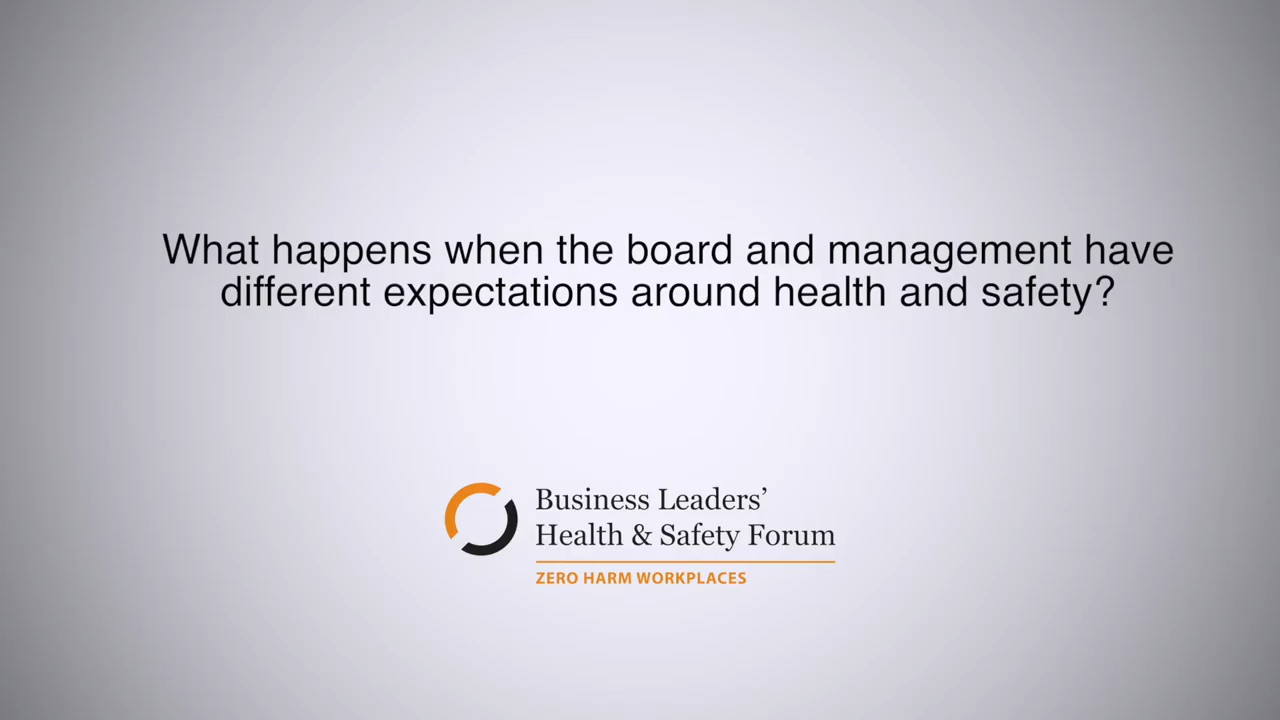 What happens when the board and management have
different expectations around health and safety?
Business Leaders’
Health & Safety Forum
ZERO HARM WORKPLACES